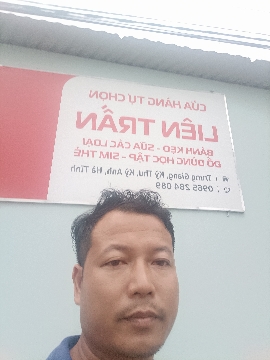 CỬA HÀNG TỰ CHỌN
LIÊN TRẦN
BÁNH KẸO - SỮA CÁC LOẠI
ĐỒ DÙNG HỌC TẬP - SIM THẺ
: Trung Giang, Kỳ Thư, Kỳ Anh, Hà Tĩnh
: 0965 284 089